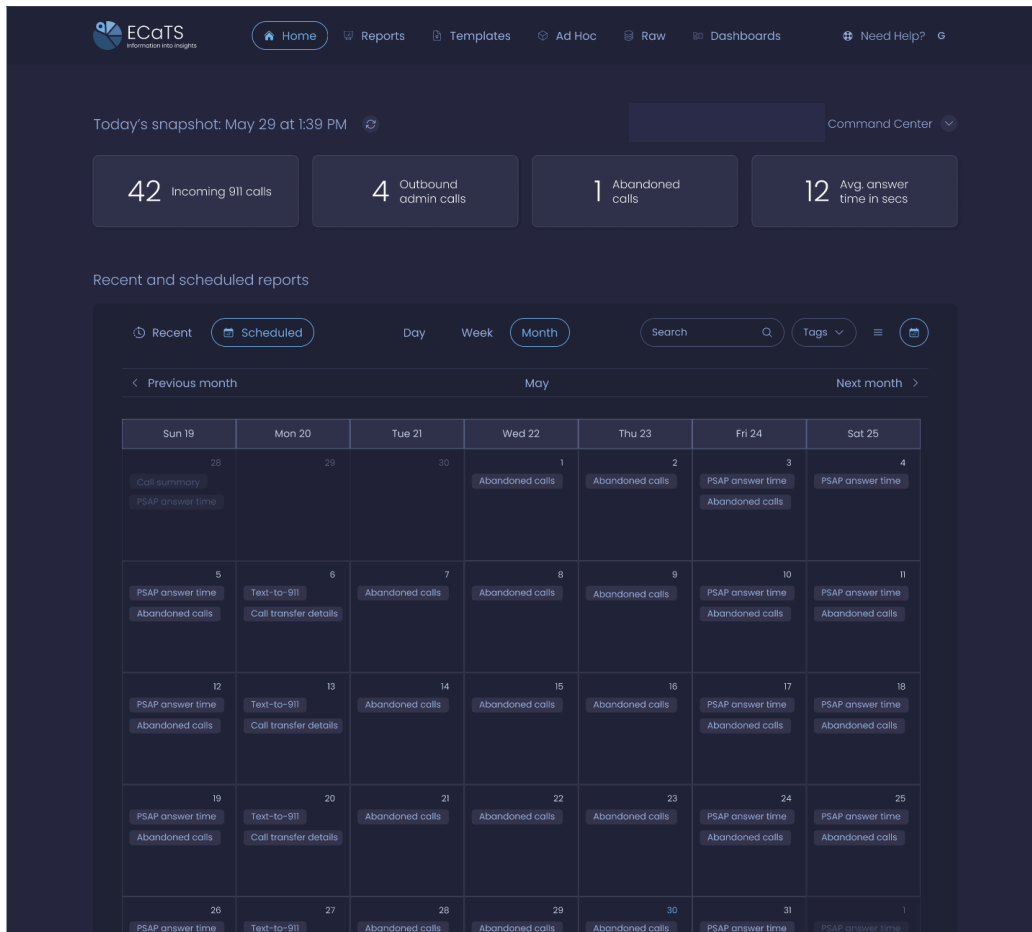 ECaTS
Information into insights
Home Reports Templates Ad Hoc Raw Dashboards Need Help? G
Today's snapshot: May 29 at 1:39 PM
Command Center
42 Incoming 911 calls
4 Outbound admin calls
1 Abandoned calls
12 Avg. answer time in secs
Recent and scheduled reports
Recent Scheduled Day Week Month Search Tags
Previous month May Next month
Sun 19 Mon 20 Tue 21 Wed 22 Thu 23 Fri 24 Sat 25
28 29 30 1 2 3 4
Call summary Abandoned calls Abandoned calls PSAP answer time PSAP answer time
PSAP answer time Abandoned calls
5 6 7 8 9 10 11
PSAP answer time Text-to-911 Abandoned calls Abandoned calls Abandoned calls PSAP answer time PSAP answer time
Abandoned calls Call transfer details Abandoned calls Abandoned calls
12 13 14 15 16 17 18
PSAP answer time Text-to-911 Abandoned calls Abandoned calls Abandoned calls PSAP answer time PSAP answer time
Abandoned calls Call transfer details Abandoned calls Abandoned calls
19 20 21 22 23 24 25
PSAP answer time Text-to-911 Abandoned calls Abandoned calls Abandoned calls PSAP answer time PSAP answer time
Abandoned calls Call transfer details Abandoned calls Abandoned calls
26 27 28 29 30 31 1
PSAP answer time Text-to-911 Abandoned calls Abandoned calls Abandoned calls PSAP answer time PSAP answer time